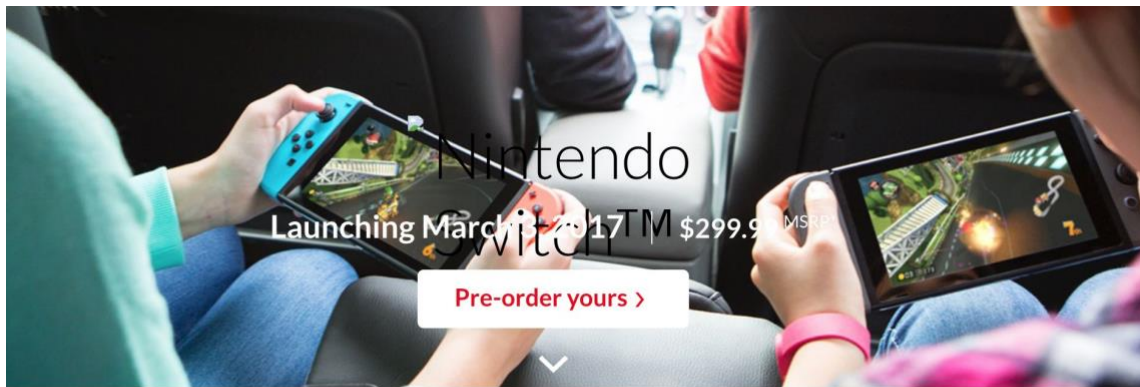 Nintendo
Switch™
Launching March 3 2017 | $299.99 MSRP*
Pre-order yours >